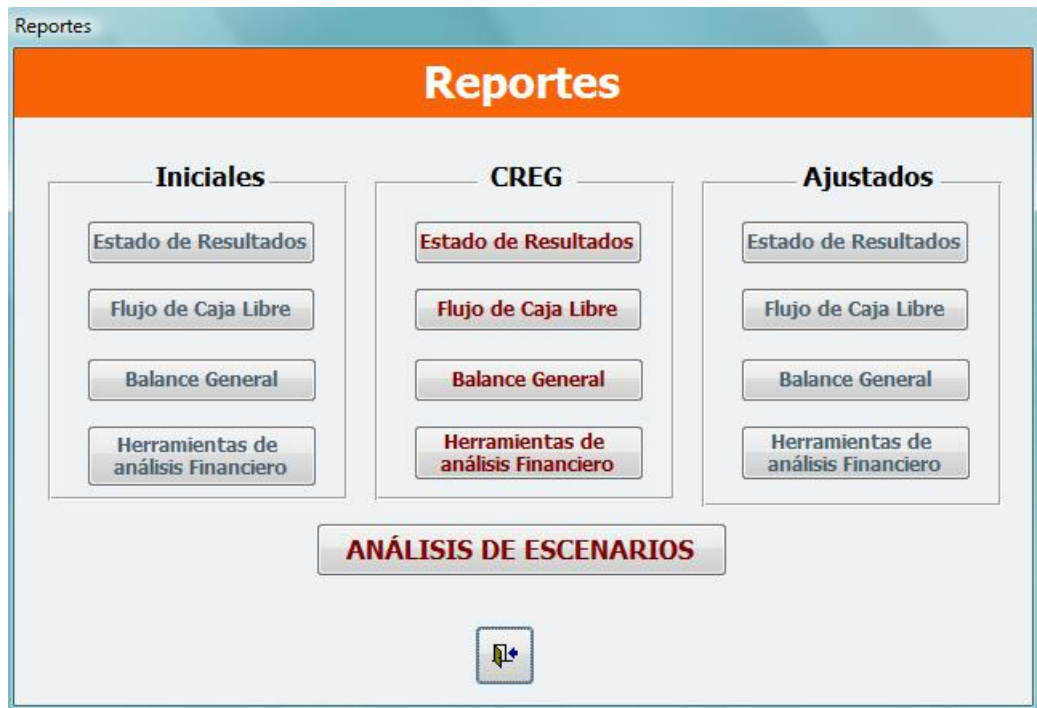 Reportes
Reportes
Iniciales
Estado de Resultados
Flujo de Caja Libre
Balance General
Herramientas de
análisis Financiero
CREG
Estado de Resultados
Flujo de Caja Libre
Balance General
Herramientas de
análisis Financiero
Ajustados
Estado de Resultados
Flujo de Caja Libre
Balance General
Herramientas de
análisis Financiero
ANÁLISIS DE ESCENARIOS